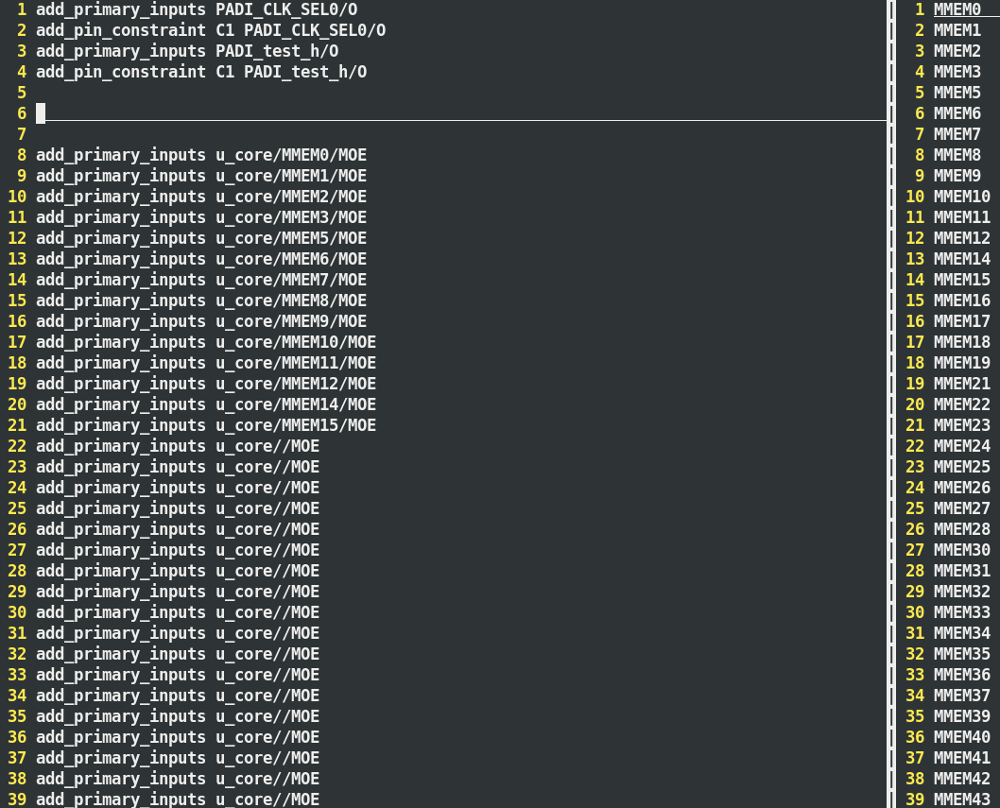 1 add_primary_inputs PADI_CLK_SEL0/O
2 add_pin_constraint C1 PADI_CLK_SEL0/O
3 add_primary_inputs PADI_test_h/O
4 add_pin_constraint C1 PADI_test_h/O
5
6
7
8 add_primary_inputs u_core/MMEM0/MOE
9 add_primary_inputs u_core/MMEM1/MOE
10 add_primary_inputs u_core/MMEM2/MOE
11 add_primary_inputs u_core/MMEM3/MOE
12 add_primary_inputs u_core/MMEM5/MOE
13 add_primary_inputs u_core/MMEM6/MOE
14 add_primary_inputs u_core/MMEM7/MOE
15 add_primary_inputs u_core/MMEM8/MOE
16 add_primary_inputs u_core/MMEM9/MOE
17 add_primary_inputs u_core/MMEM10/MOE
18 add_primary_inputs u_core/MMEM11/MOE
19 add_primary_inputs u_core/MMEM12/MOE
20 add_primary_inputs u_core/MMEM14/MOE
21 add_primary_inputs u_core/MMEM15/MOE
22 add_primary_inputs u_core//MOE
23 add_primary_inputs u_core//MOE
24 add_primary_inputs u_core//MOE
25 add_primary_inputs u_core//MOE
26 add_primary_inputs u_core//MOE
27 add_primary_inputs u_core//MOE
28 add_primary_inputs u_core//MOE
29 add_primary_inputs u_core//MOE
30 add_primary_inputs u_core//MOE
31 add_primary_inputs u_core//MOE
32 add_primary_inputs u_core//MOE
33 add_primary_inputs u_core//MOE
34 add_primary_inputs u_core//MOE
35 add_primary_inputs u_core//MOE
36 add_primary_inputs u_core//MOE
37 add_primary_inputs u_core//MOE
38 add_primary_inputs u_core//MOE
39 add_primary_inputs u_core//MOE
1 MMEM0
2 MMEM1
3 MMEM2
4 MMEM3
5 MMEM5
6 MMEM6
7 MMEM7
8 MMEM8
9 MMEM9
10 MMEM10
11 MMEM11
12 MMEM12
13 MMEM14
14 MMEM15
15 MMEM16
16 MMEM17
17 MMEM18
18 MMEM19
19 MMEM21
20 MMEM22
21 MMEM23
22 MMEM24
23 MMEM25
24 MMEM26
25 MMEM27
26 MMEM28
27 MMEM30
28 MMEM31
29 MMEM32
30 MMEM33
31 MMEM34
32 MMEM35
33 MMEM36
34 MMEM37
35 MMEM39
36 MMEM40
37 MMEM41
38 MMEM42
39 MMEM43